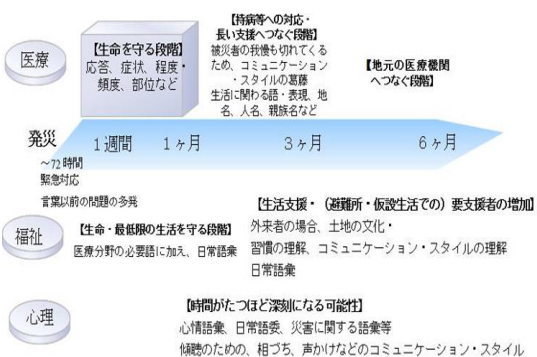 医療
【生命を守る段階】
応答、症状、程度・
頻度、部位など
【持病等への対応・
長い支援へつなぐ段階】
被災者の我慢も切れてくる
ため、コミュニケーション
・スタイルの葛藤
生活に関わる語・表現、地
名、人名、親族名など
【地元の医療機関
へつなぐ段階】
発災
1週間
1ヶ月
3ヶ月
6ヶ月
～72時間
緊急対応
言葉以前の問題の多発
福祉
【生命・最低限の生活を守る段階】
医療分野の必要語に加え、日常語彙
【生活支援・（避難所・仮設生活での）要支援者の増加】
外来者の場合、土地の文化・
習慣の理解、コミュニケーション・スタイルの理解
日常語彙
心理
【時間がたつほど深刻になる可能性】
心情語彙、日常語委、災害に関する語彙等
傾聴のための、相づち、声かけなどのコミュニケーション・スタイル